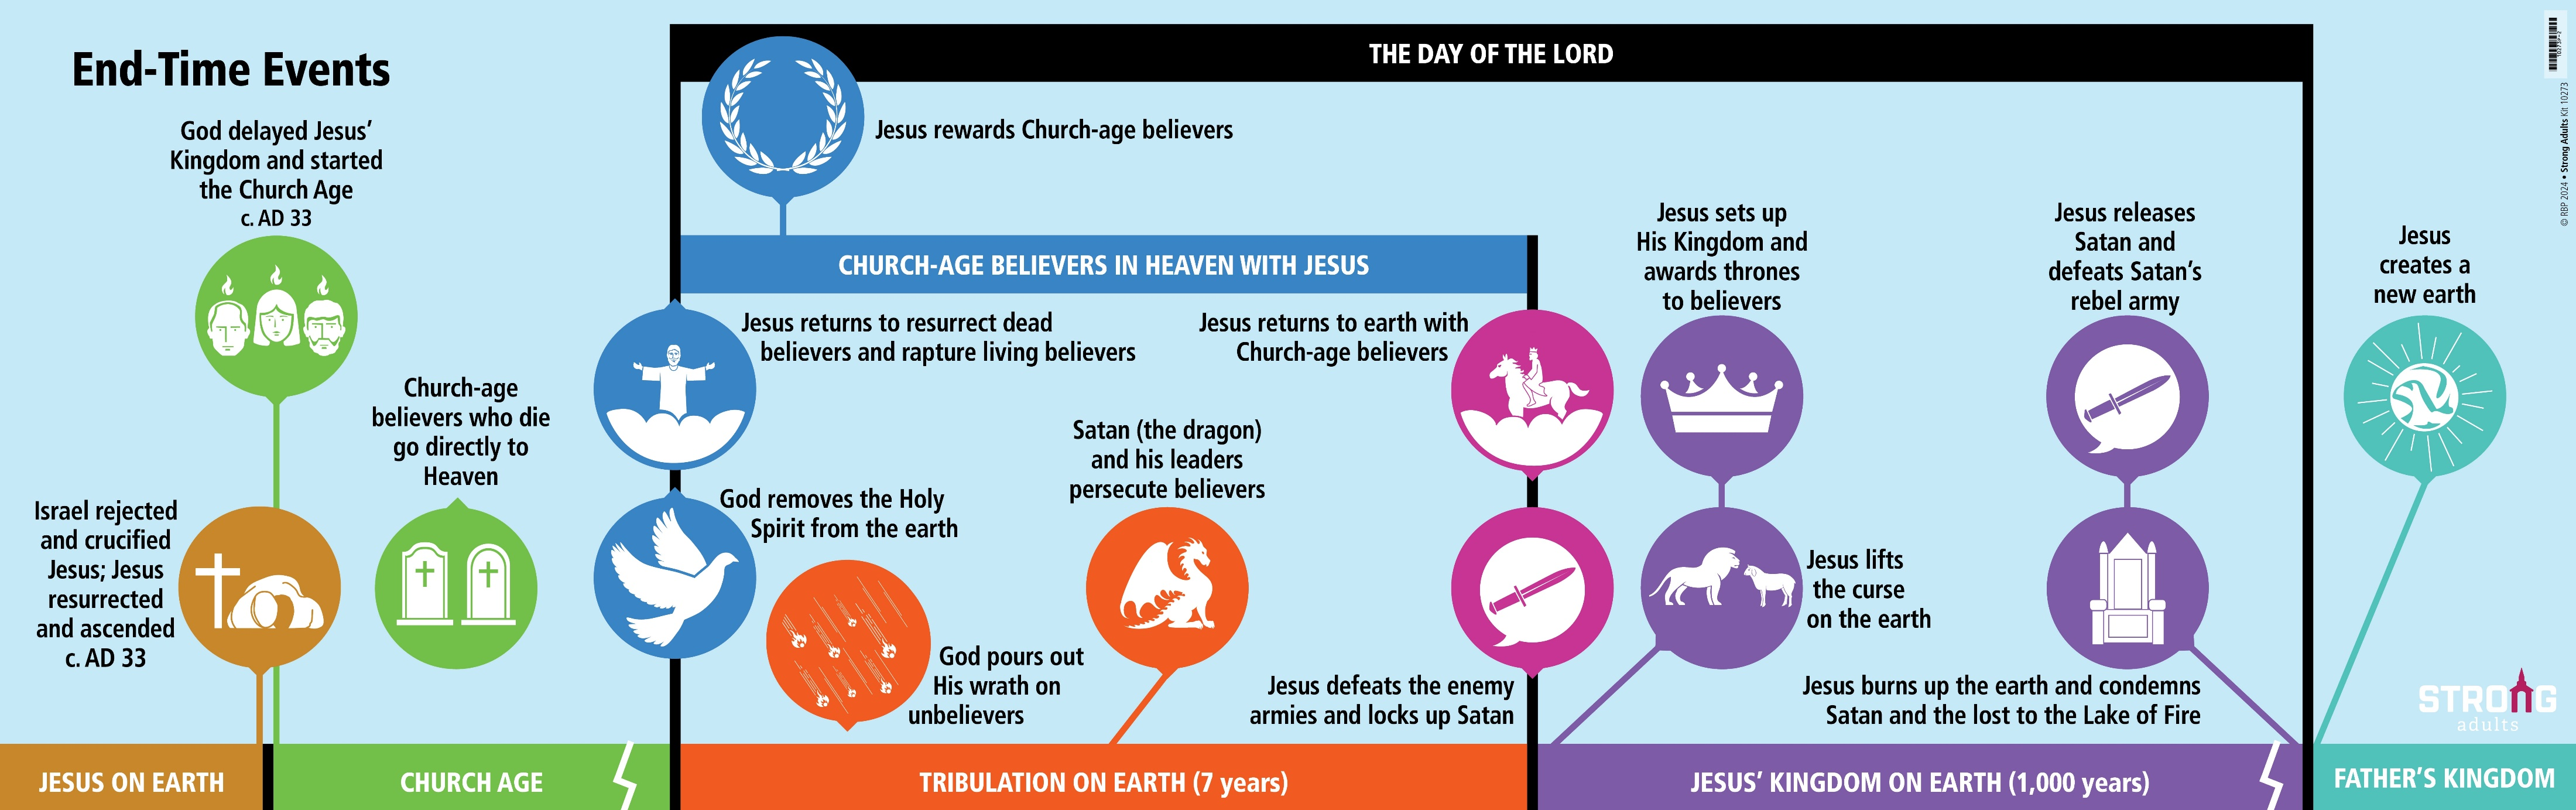 End-Time Events
THE DAY OF THE LORD
God delayed Jesus’
Kingdom and started
the Church Age
c. AD 33
Israel rejected
and crucified
Jesus; Jesus
resurrected
and ascended
c. AD 33
Church-age
believers who die
go directly to
Heaven
Jesus rewards Church-age believers
CHURCH-AGE BELIEVERS IN HEAVEN WITH JESUS
Jesus returns to resurrect dead
believers and rapture living believers
God removes the Holy
Spirit from the earth
God pours out
His wrath on
unbelievers
Satan (the dragon)
and his leaders
persecute believers
Jesus returns to earth with
Church-age believers
Jesus defeats the enemy
armies and locks up Satan
Jesus sets up
His Kingdom and
awards thrones
to believers
Jesus lifts
the curse
on the earth
Jesus releases
Satan and
defeats Satan’s
rebel army
Jesus burns up the earth and condemns
Satan and the lost to the Lake of Fire
Jesus
creates a
new earth
JESUS ON EARTH
CHURCH AGE
TRIBULATION ON EARTH (7 years)
JESUS’ KINGDOM ON EARTH (1,000 years)
FATHER’S KINGDOM
STRONG
adults
© RBP 2024 • Strong Adults Kit 10273